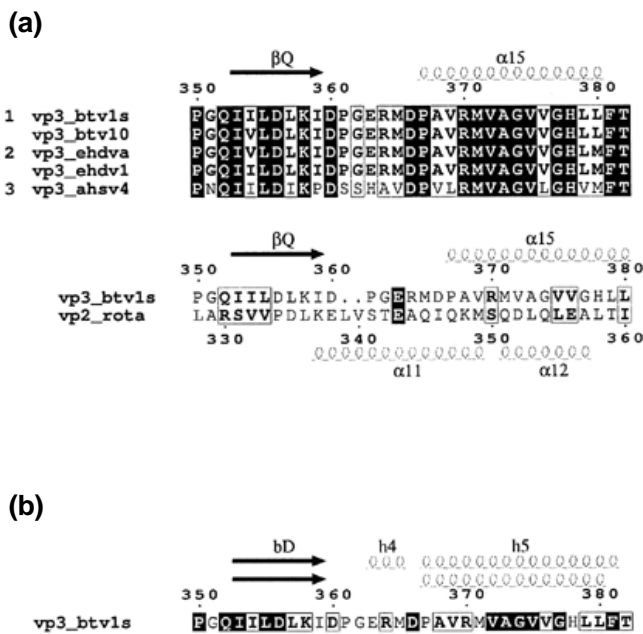 (a)
βQ α15
350 360 370 380
1 vp3_btv1s PGQIILDLKIDPGERMDPAVRMVAGVVGHLLFT
vp3_btv10 PGQIVLDLKIDPGERMDPAVRMVAGVVGHLLFT
2 vp3_ehdva PGQIVLDLKIDPGERMDPAVRMVAGVVGHLMFT
vp3_ehdv1 PGQIILDLKIDPGERMDPAVRMVAGVVGHLMFT
3 vp3_ahsv4 PNQIILDIKPDSSHAVDPVLRMVAGVLGHVMFT
βQ α15
350 360 370 380
vp3_btv1s PGQIILDLKID..PGERMDPAVRMVAGVVGHLL
vp2_rota LARSVVPDLKELVSTEAQIQKMSQDLQLEALTI
330 340 350 360
α11 α12
(b)
bD h4 h5
350 360 370 380
vp3_btv1s PGQIILDLKIDPGERMDPAVRMVAGVVGHLLFT